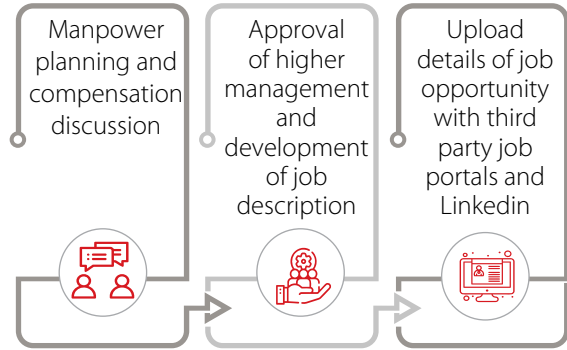 Manpower
planning and
compensation
discussion
Approval
of higher
management
and
development
of job
description
Upload
details of job
opportunity
with third
party job
portals and
Linkedin